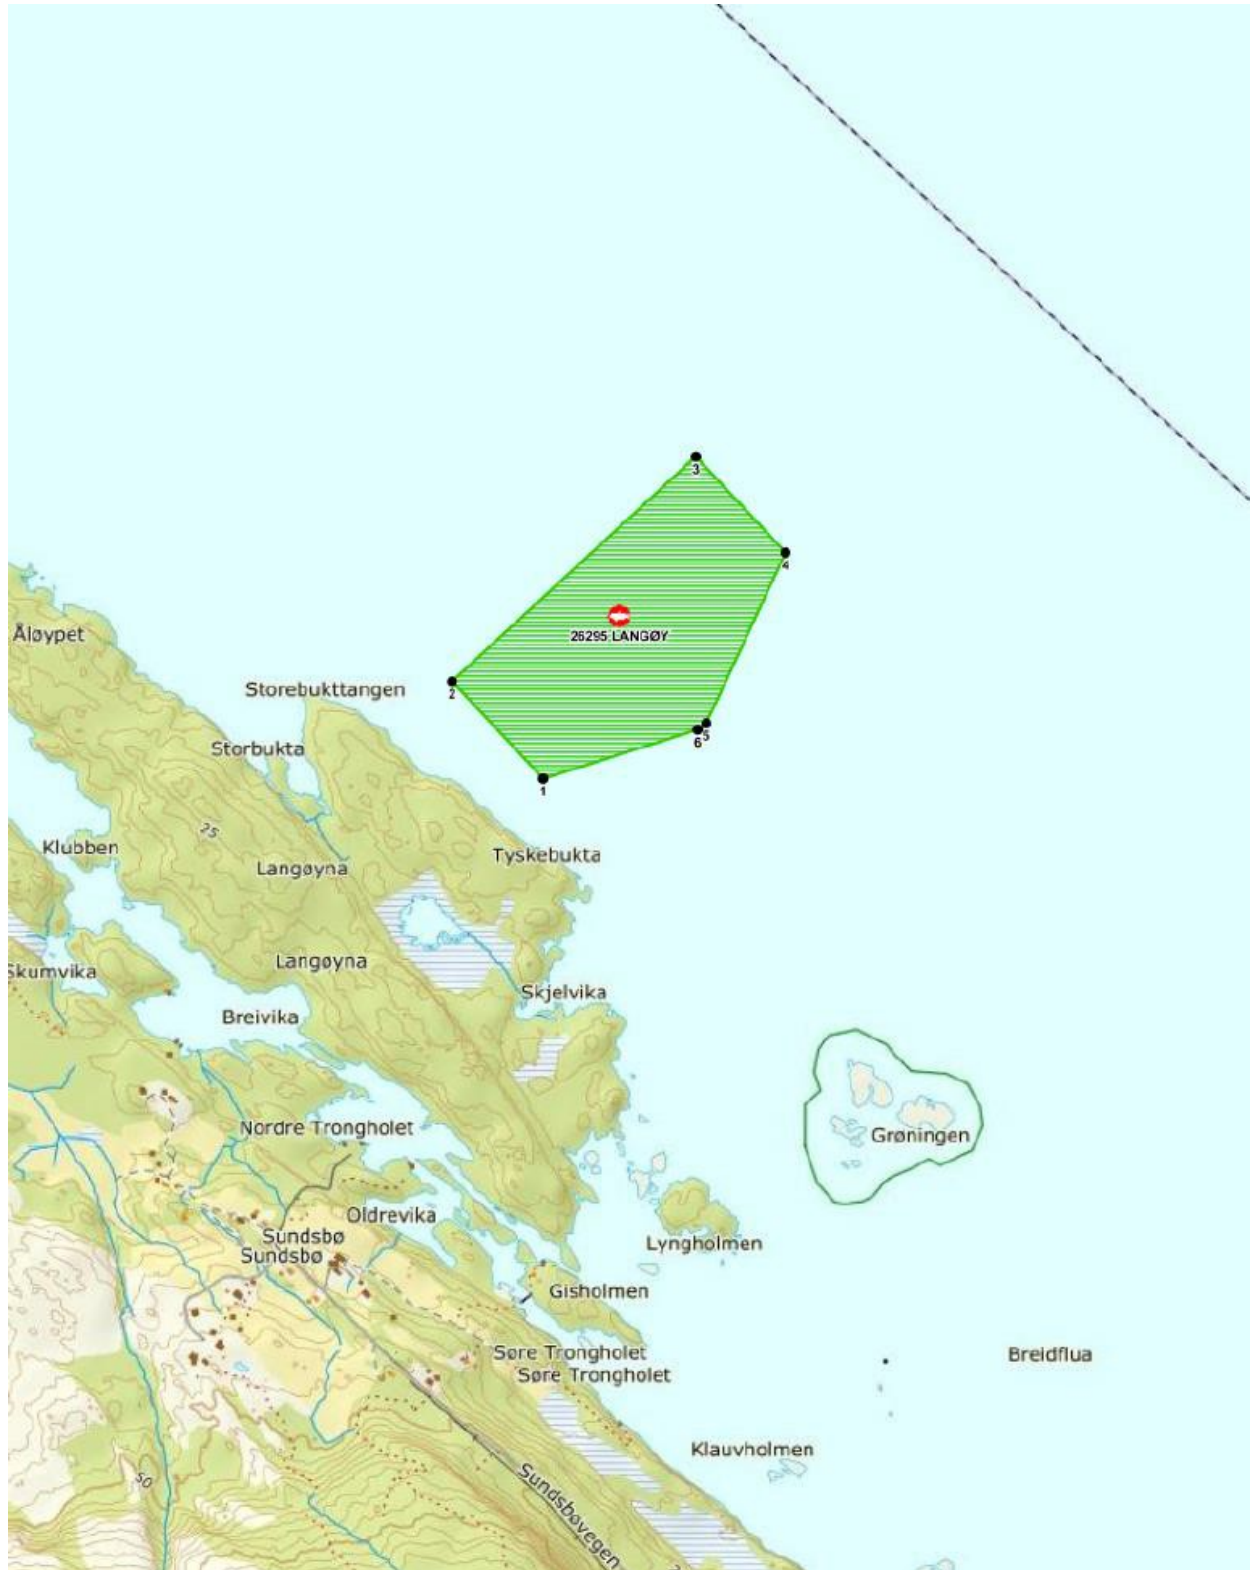 3
4
26295 LANGØY
Åløypet
2
Storebukttangen
5
6
Storbukta
1
25
Klubben
Tyskebukta
Langøyna
Langøyna
Skumvika
Skjelvika
Breivika
Nordre Trongholet
Grøningen
Oldrevika
Sundsbø
Lyngholmen
Sundsbø
Gisholmen
Søre Trongholet
Breidflua
Søre Trongholet
Klauvholmen
50
Sundsbøvegen